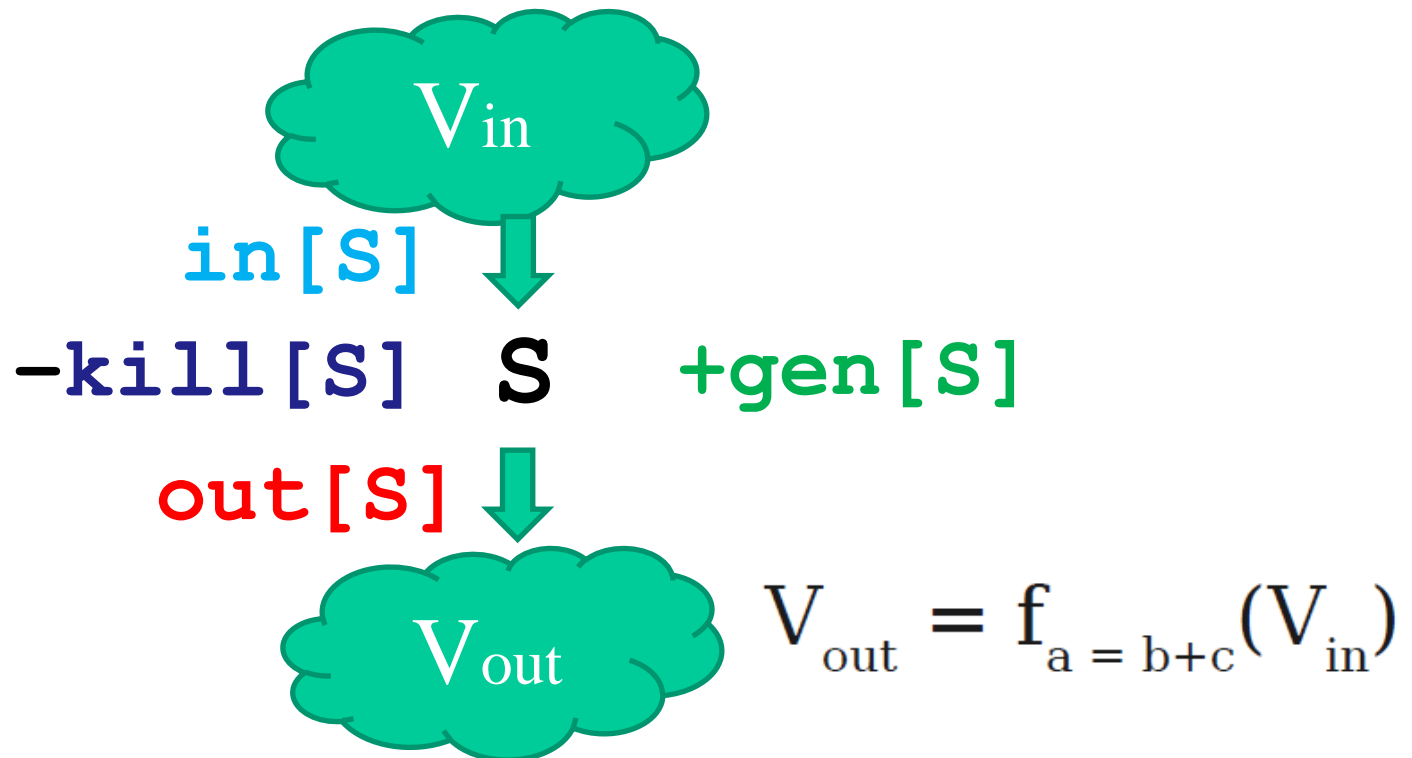 Vin
in[S]
-kill[S] S +gen[S]
out[S]
Vout
Vout = fa = b+c(Vin)